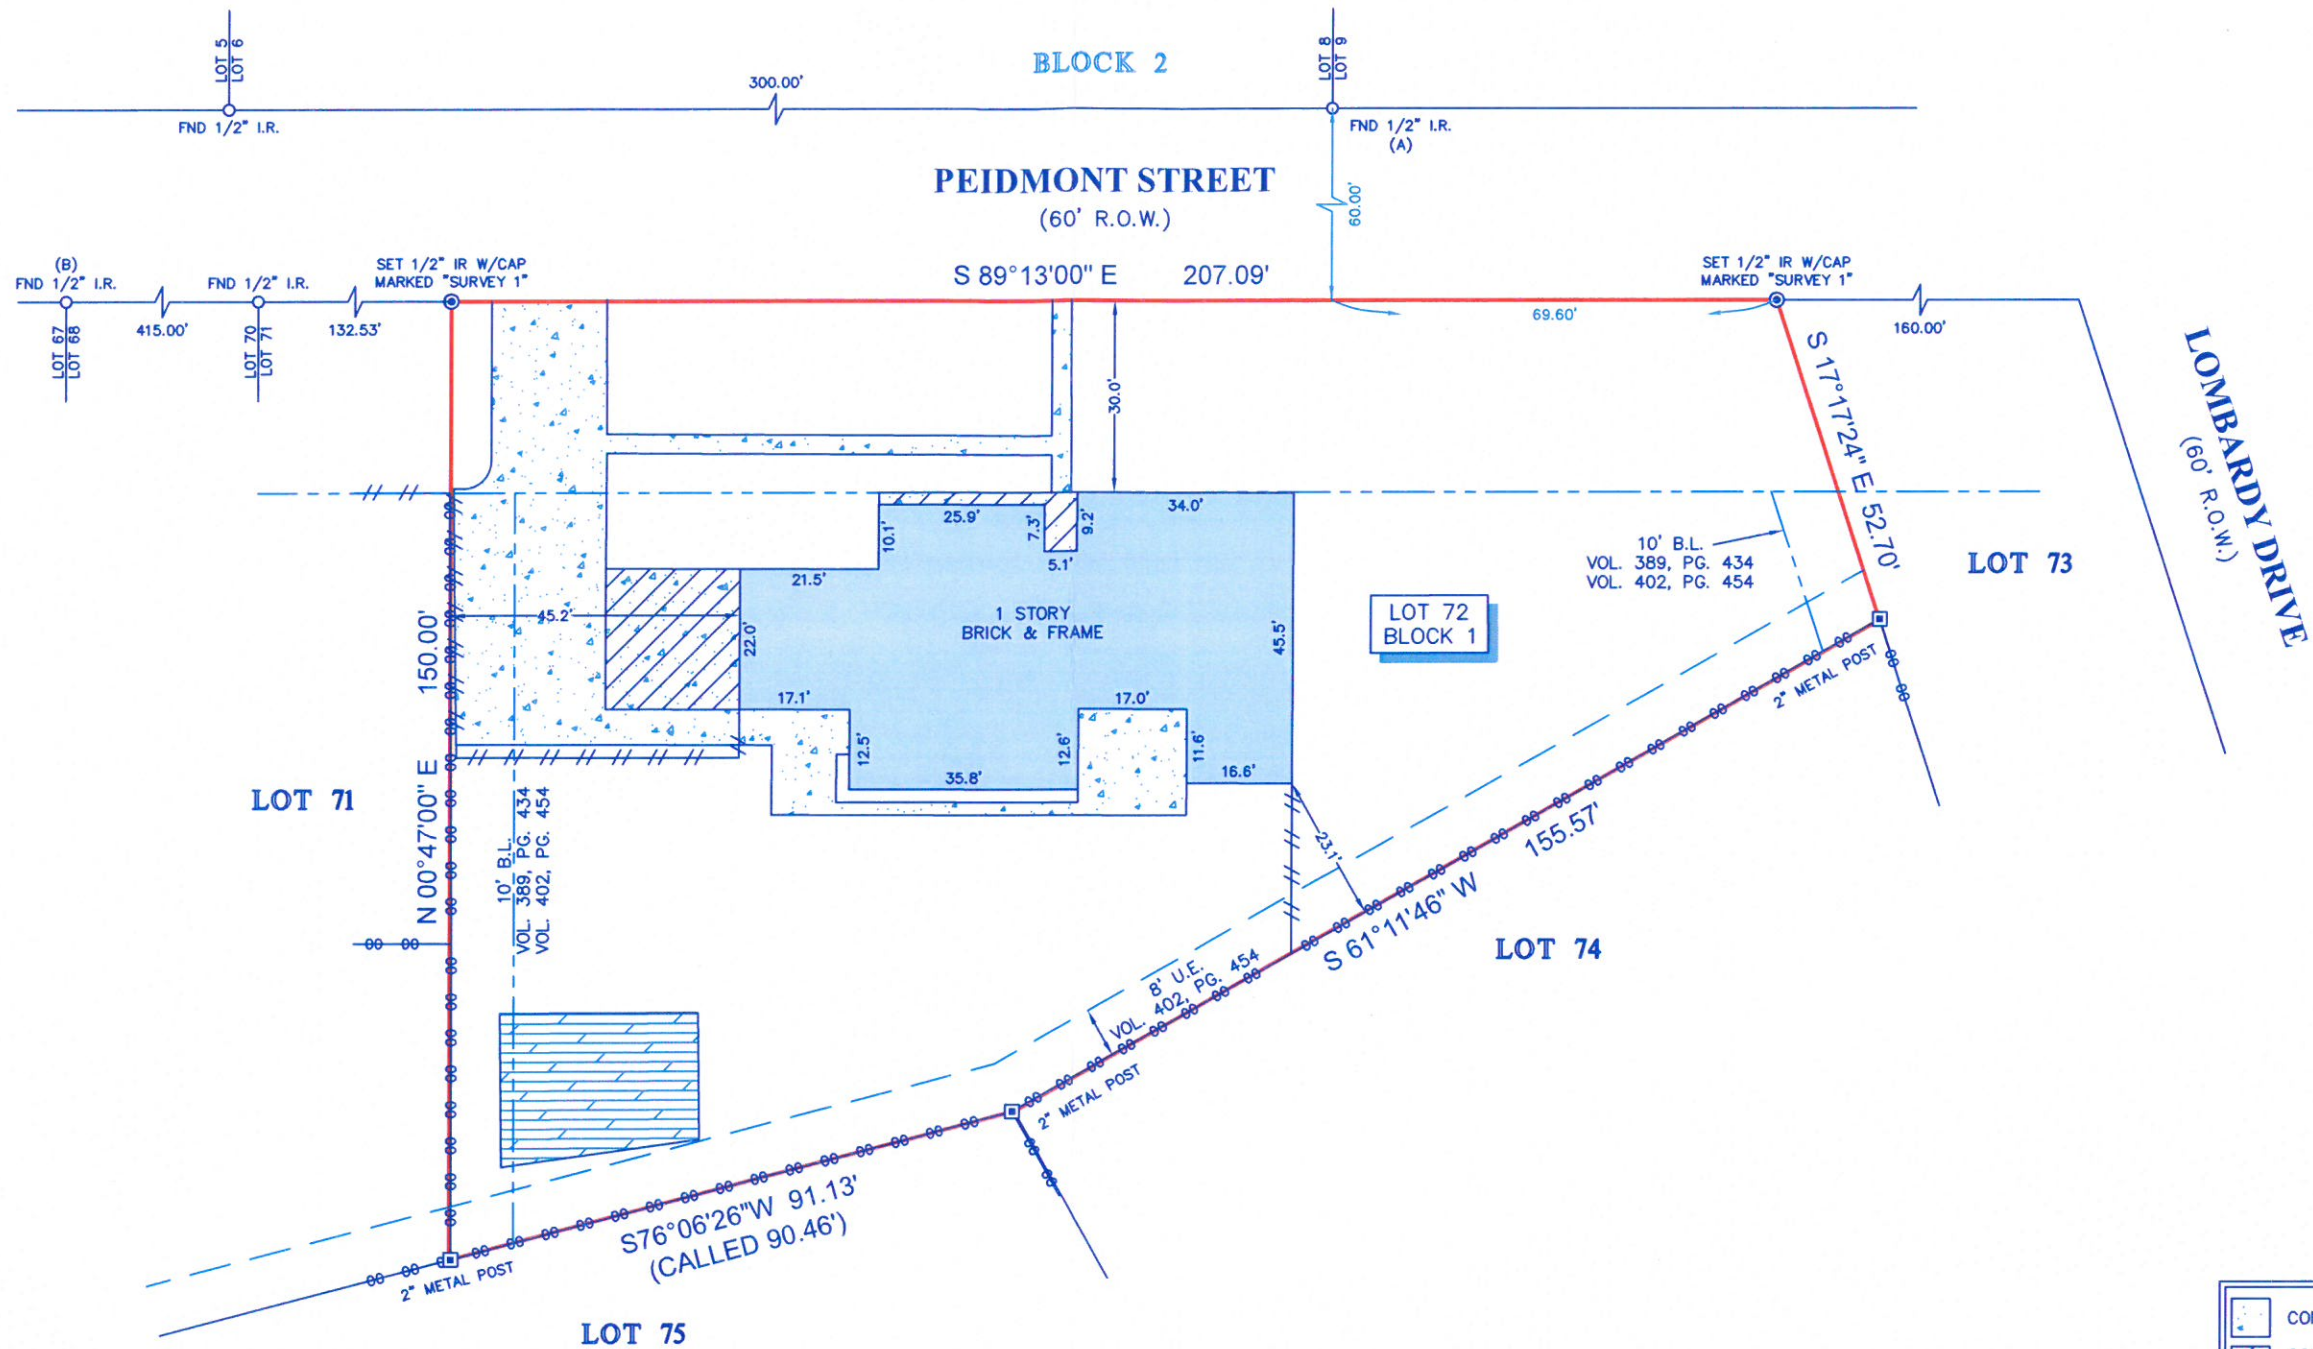 LOT 5
LOT 6
BLOCK 2
LOT 8
LOT 9
300.00'
FND 1/2" I.R.
FND 1/2" I.R.
(A)
PEIDMONT STREET
(60' R.O.W.)
60.00'
(B)
FND 1/2" I.R.
FND 1/2" I.R.
SET 1/2" IR W/CAP
MARKED "SURVEY 1"
S 89°13'00" E 207.09'
SET 1/2" IR W/CAP
MARKED "SURVEY 1"
415.00'
132.53'
69.60'
160.00'
LOT 67
LOT 68
LOT 70
LOT 71
30.0'
S 17°17'24" E 52.70'
LOMBARDY DRIVE
(60' R.O.W.)
34.0'
25.9'
7.3'
9.2'
10.1'
5.1'
21.5'
10' B.L.
VOL. 389, PG. 434
VOL. 402, PG. 454
LOT 73
45.2'
22.0'
1 STORY
BRICK & FRAME
45.5'
LOT 72
BLOCK 1
N 00°47'00" E 150.00'
17.1'
17.0'
12.5'
12.6'
11.6'
35.8'
16.6'
2" METAL POST
LOT 71
10' B.L.
VOL. 389, PG. 434
VOL. 402, PG. 454
23.1'
S 61°11'46" W 155.57'
LOT 74
8' U.E.
VOL. 402, PG. 454
2" METAL POST
S76°06'26"W 91.13'
(CALLED 90.46')
2" METAL POST
LOT 75